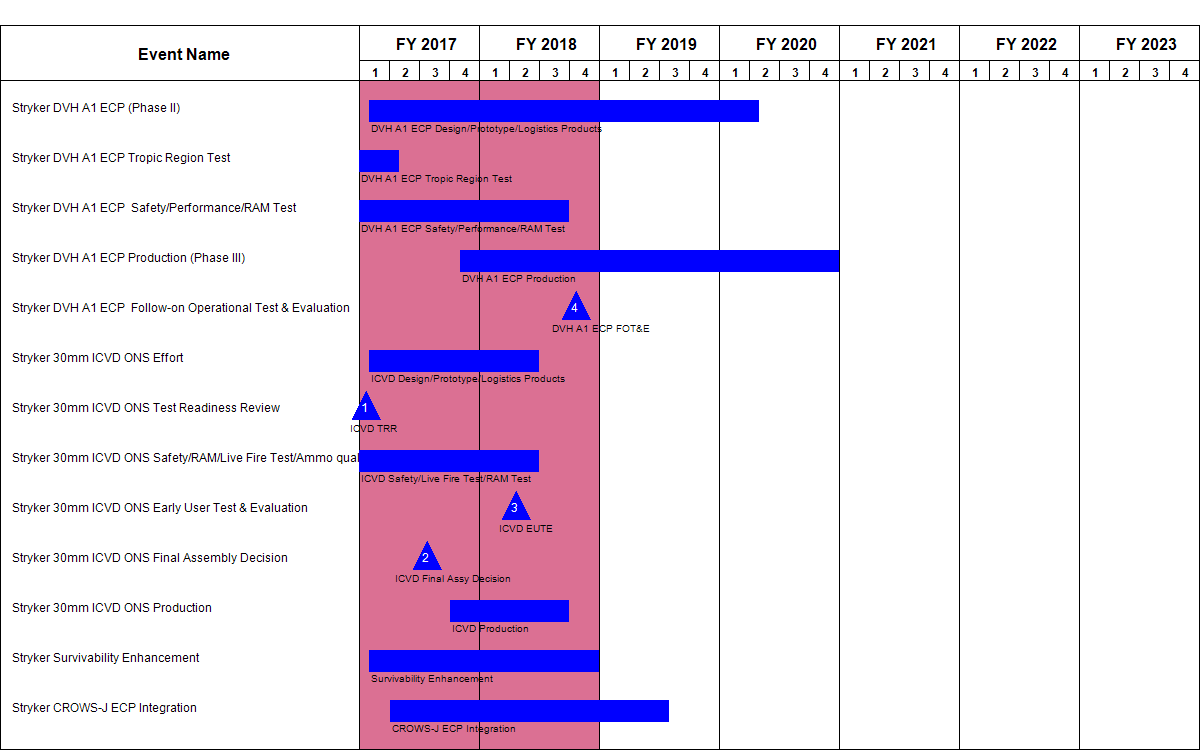 Event Name FY 2017 FY 2018 FY 2019 FY 2020 FY 2021 FY 2022 FY 2023
1 2 3 4 1 2 3 4 1 2 3 4 1 2 3 4 1 2 3 4 1 2 3 4 1 2 3 4
Stryker DVH A1 ECP (Phase II)
DVH A1 ECP Design/Prototype/Logistics Products
Stryker DVH A1 ECP Tropic Region Test
DVH A1 ECP Tropic Region Test
Stryker DVH A1 ECP  Safety/Performance/RAM Test
DVH A1 ECP Safety/Performance/RAM Test
Stryker DVH A1 ECP Production (Phase III)
DVH A1 ECP Production
Stryker DVH A1 ECP  Follow-on Operational Test & Evaluation 4
DVH A1 ECP FOT&E
Stryker 30mm ICVD ONS Effort
ICVD Design/Prototype/Logistics Products
Stryker 30mm ICVD ONS Test Readiness Review 1
ICVD TRR
Stryker 30mm ICVD ONS Safety/RAM/Live Fire Test/Ammo qual
ICVD Safety/Live Fire Test/RAM Test
Stryker 30mm ICVD ONS Early User Test & Evaluation 3
ICVD EUTE
Stryker 30mm ICVD ONS Final Assembly Decision 2
ICVD Final Assy Decision
Stryker 30mm ICVD ONS Production
ICVD Production
Stryker Survivability Enhancement
Survivability Enhancement
Stryker CROWS-J ECP Integration
CROWS-J ECP Integration